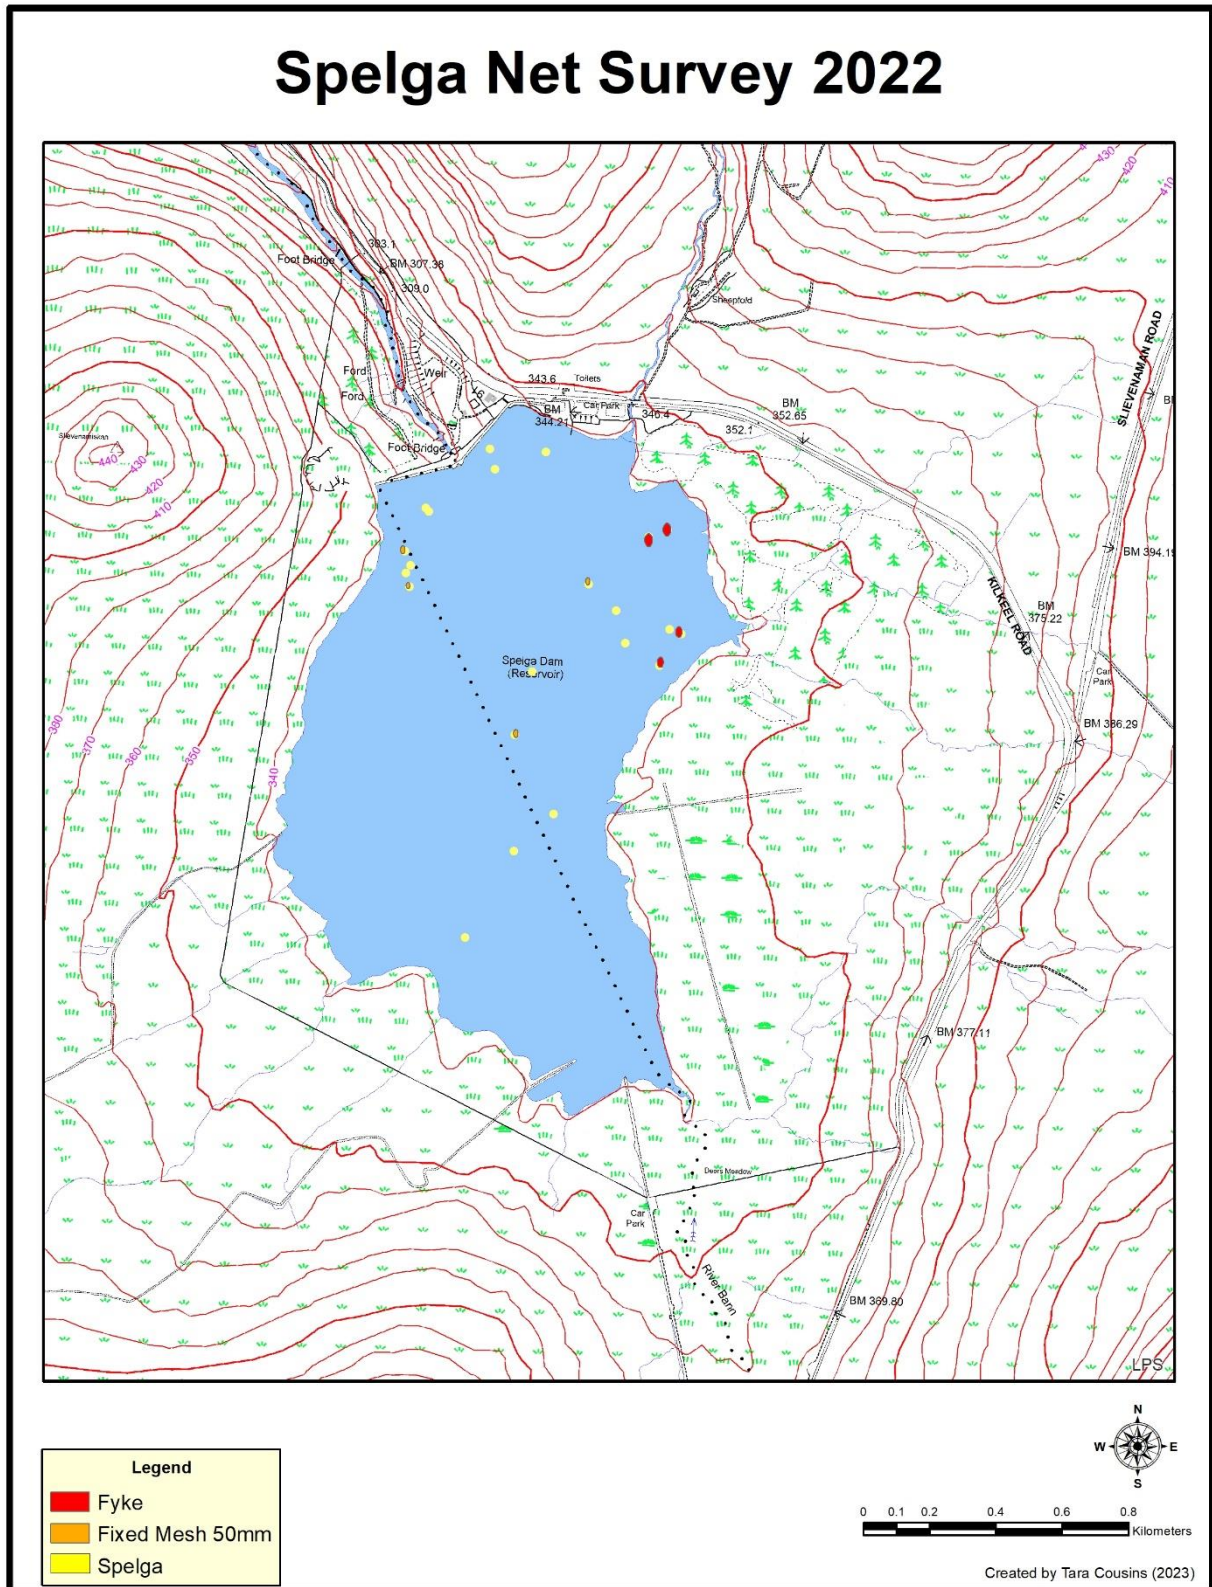 Spelga Net Survey 2022
430
420
410
303.1
Foot Bridge
BM 307.38
309.0
Sheepfold
SLIEVENAMAN ROAD
Ford
Weir
343.6
Toilets
Ford
Car Park
BM
344.21
346.4
BM
352.65
352.1
Foot Bridge
440
430
420
410
BM 394.19
KILKEEL ROAD
BM
375.22
Spelga Dam
(Reservoir)
Car
Park
380
370
360
350
340
BM 386.29
BM 377.11
Deers Meadow
Car
Park
River Bann
BM 369.80
LPS
N
W
E
S
Legend
Fyke
Fixed Mesh 50mm
Spelga
0 0.1 0.2 0.4 0.6 0.8
Kilometers
Created by Tara Cousins (2023)